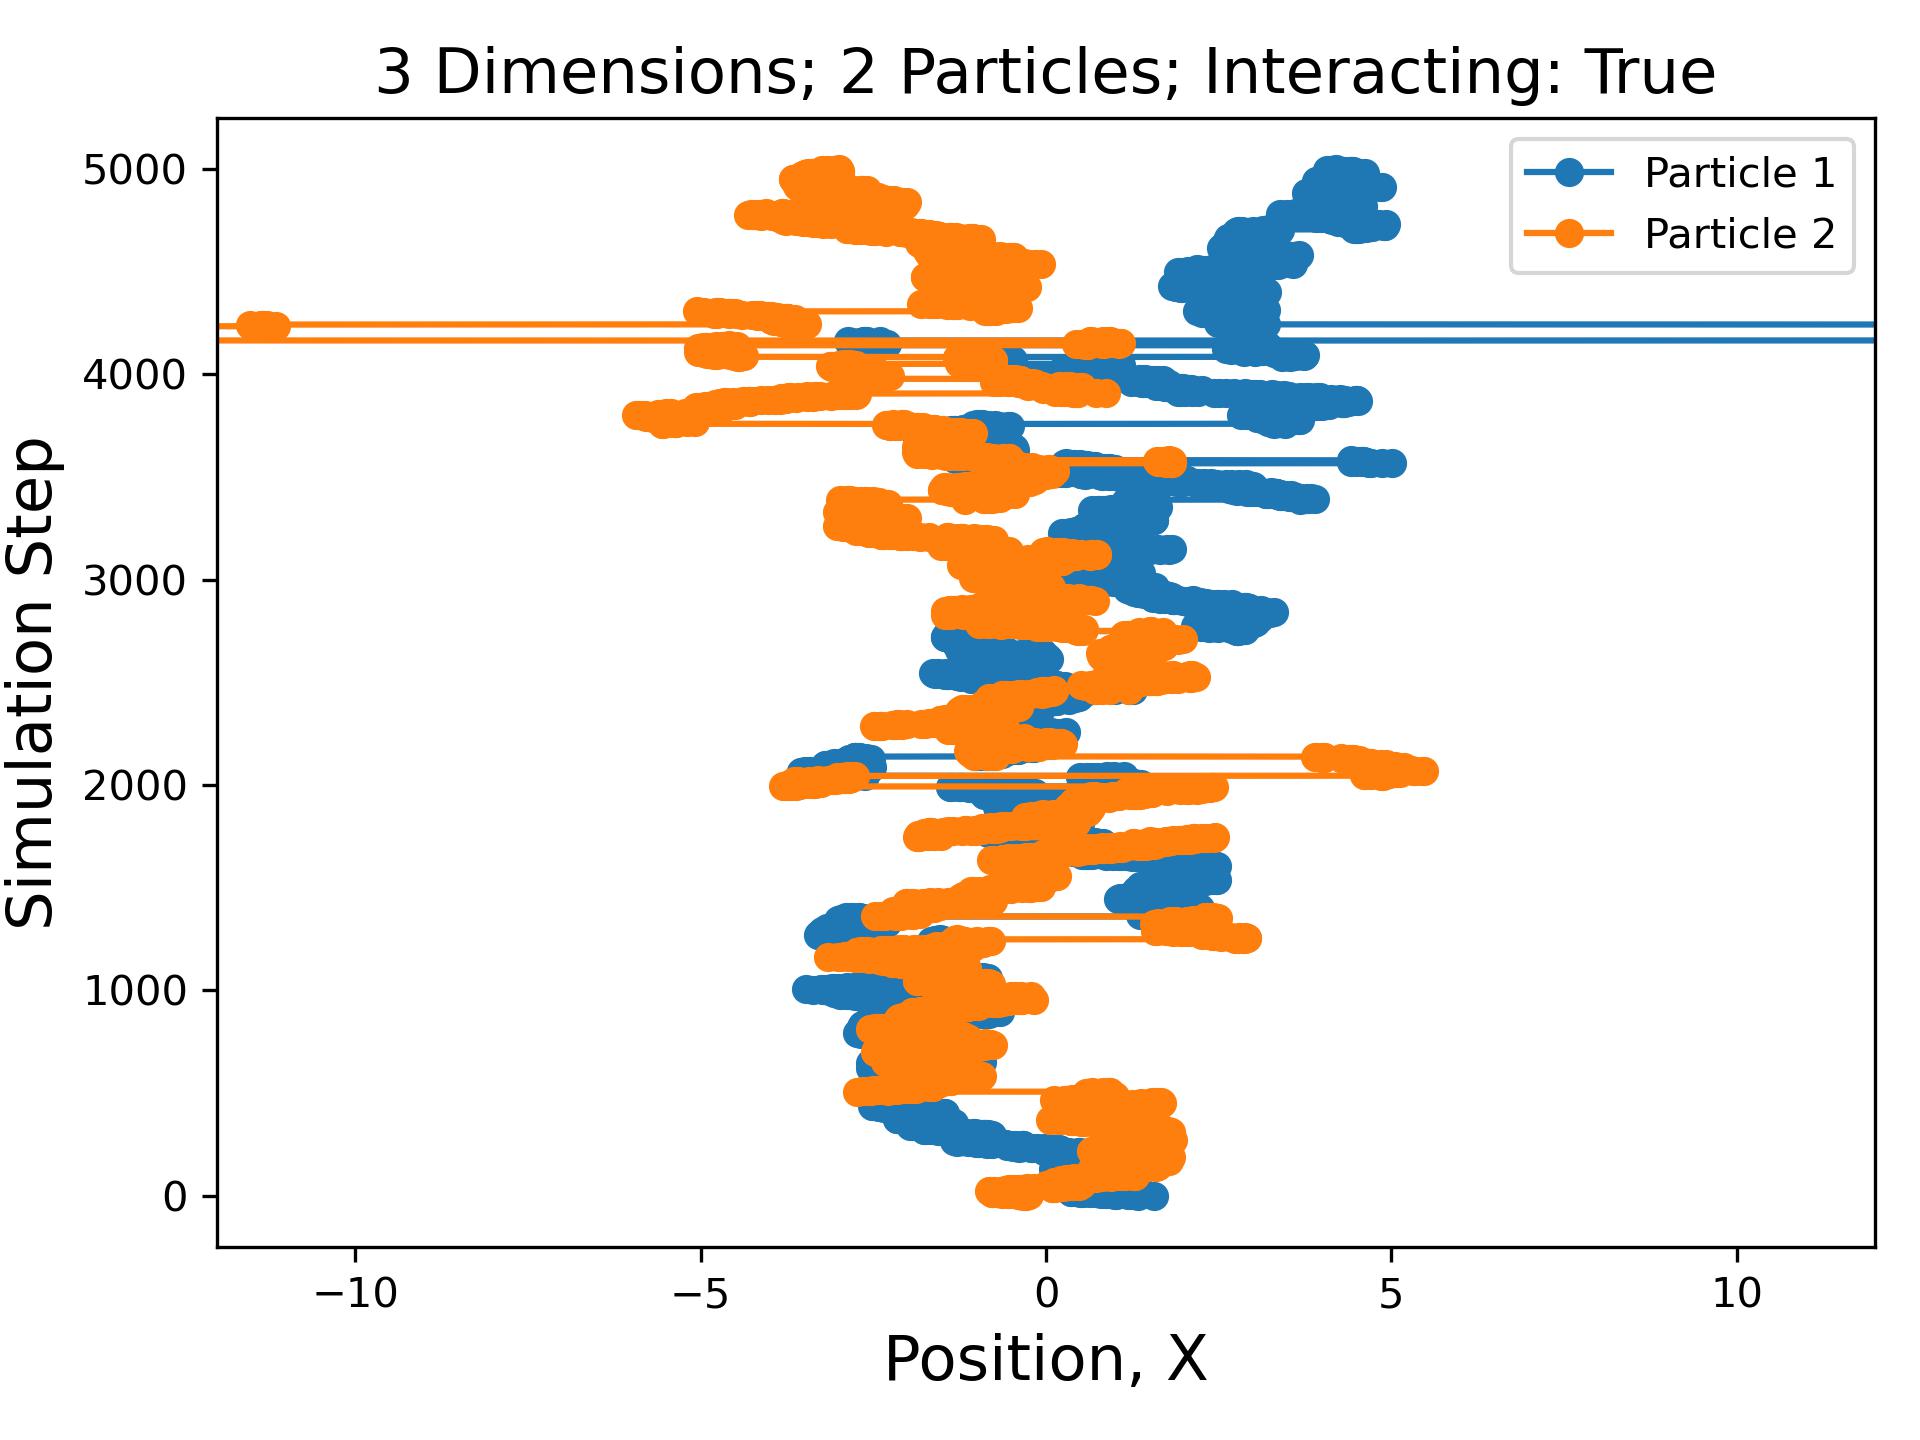 3 Dimensions; 2 Particles; Interacting: True
Particle 1
Particle 2
5000
4000
3000
2000
1000
0
Simulation Step
−10
−5
0
5
10
Position, X